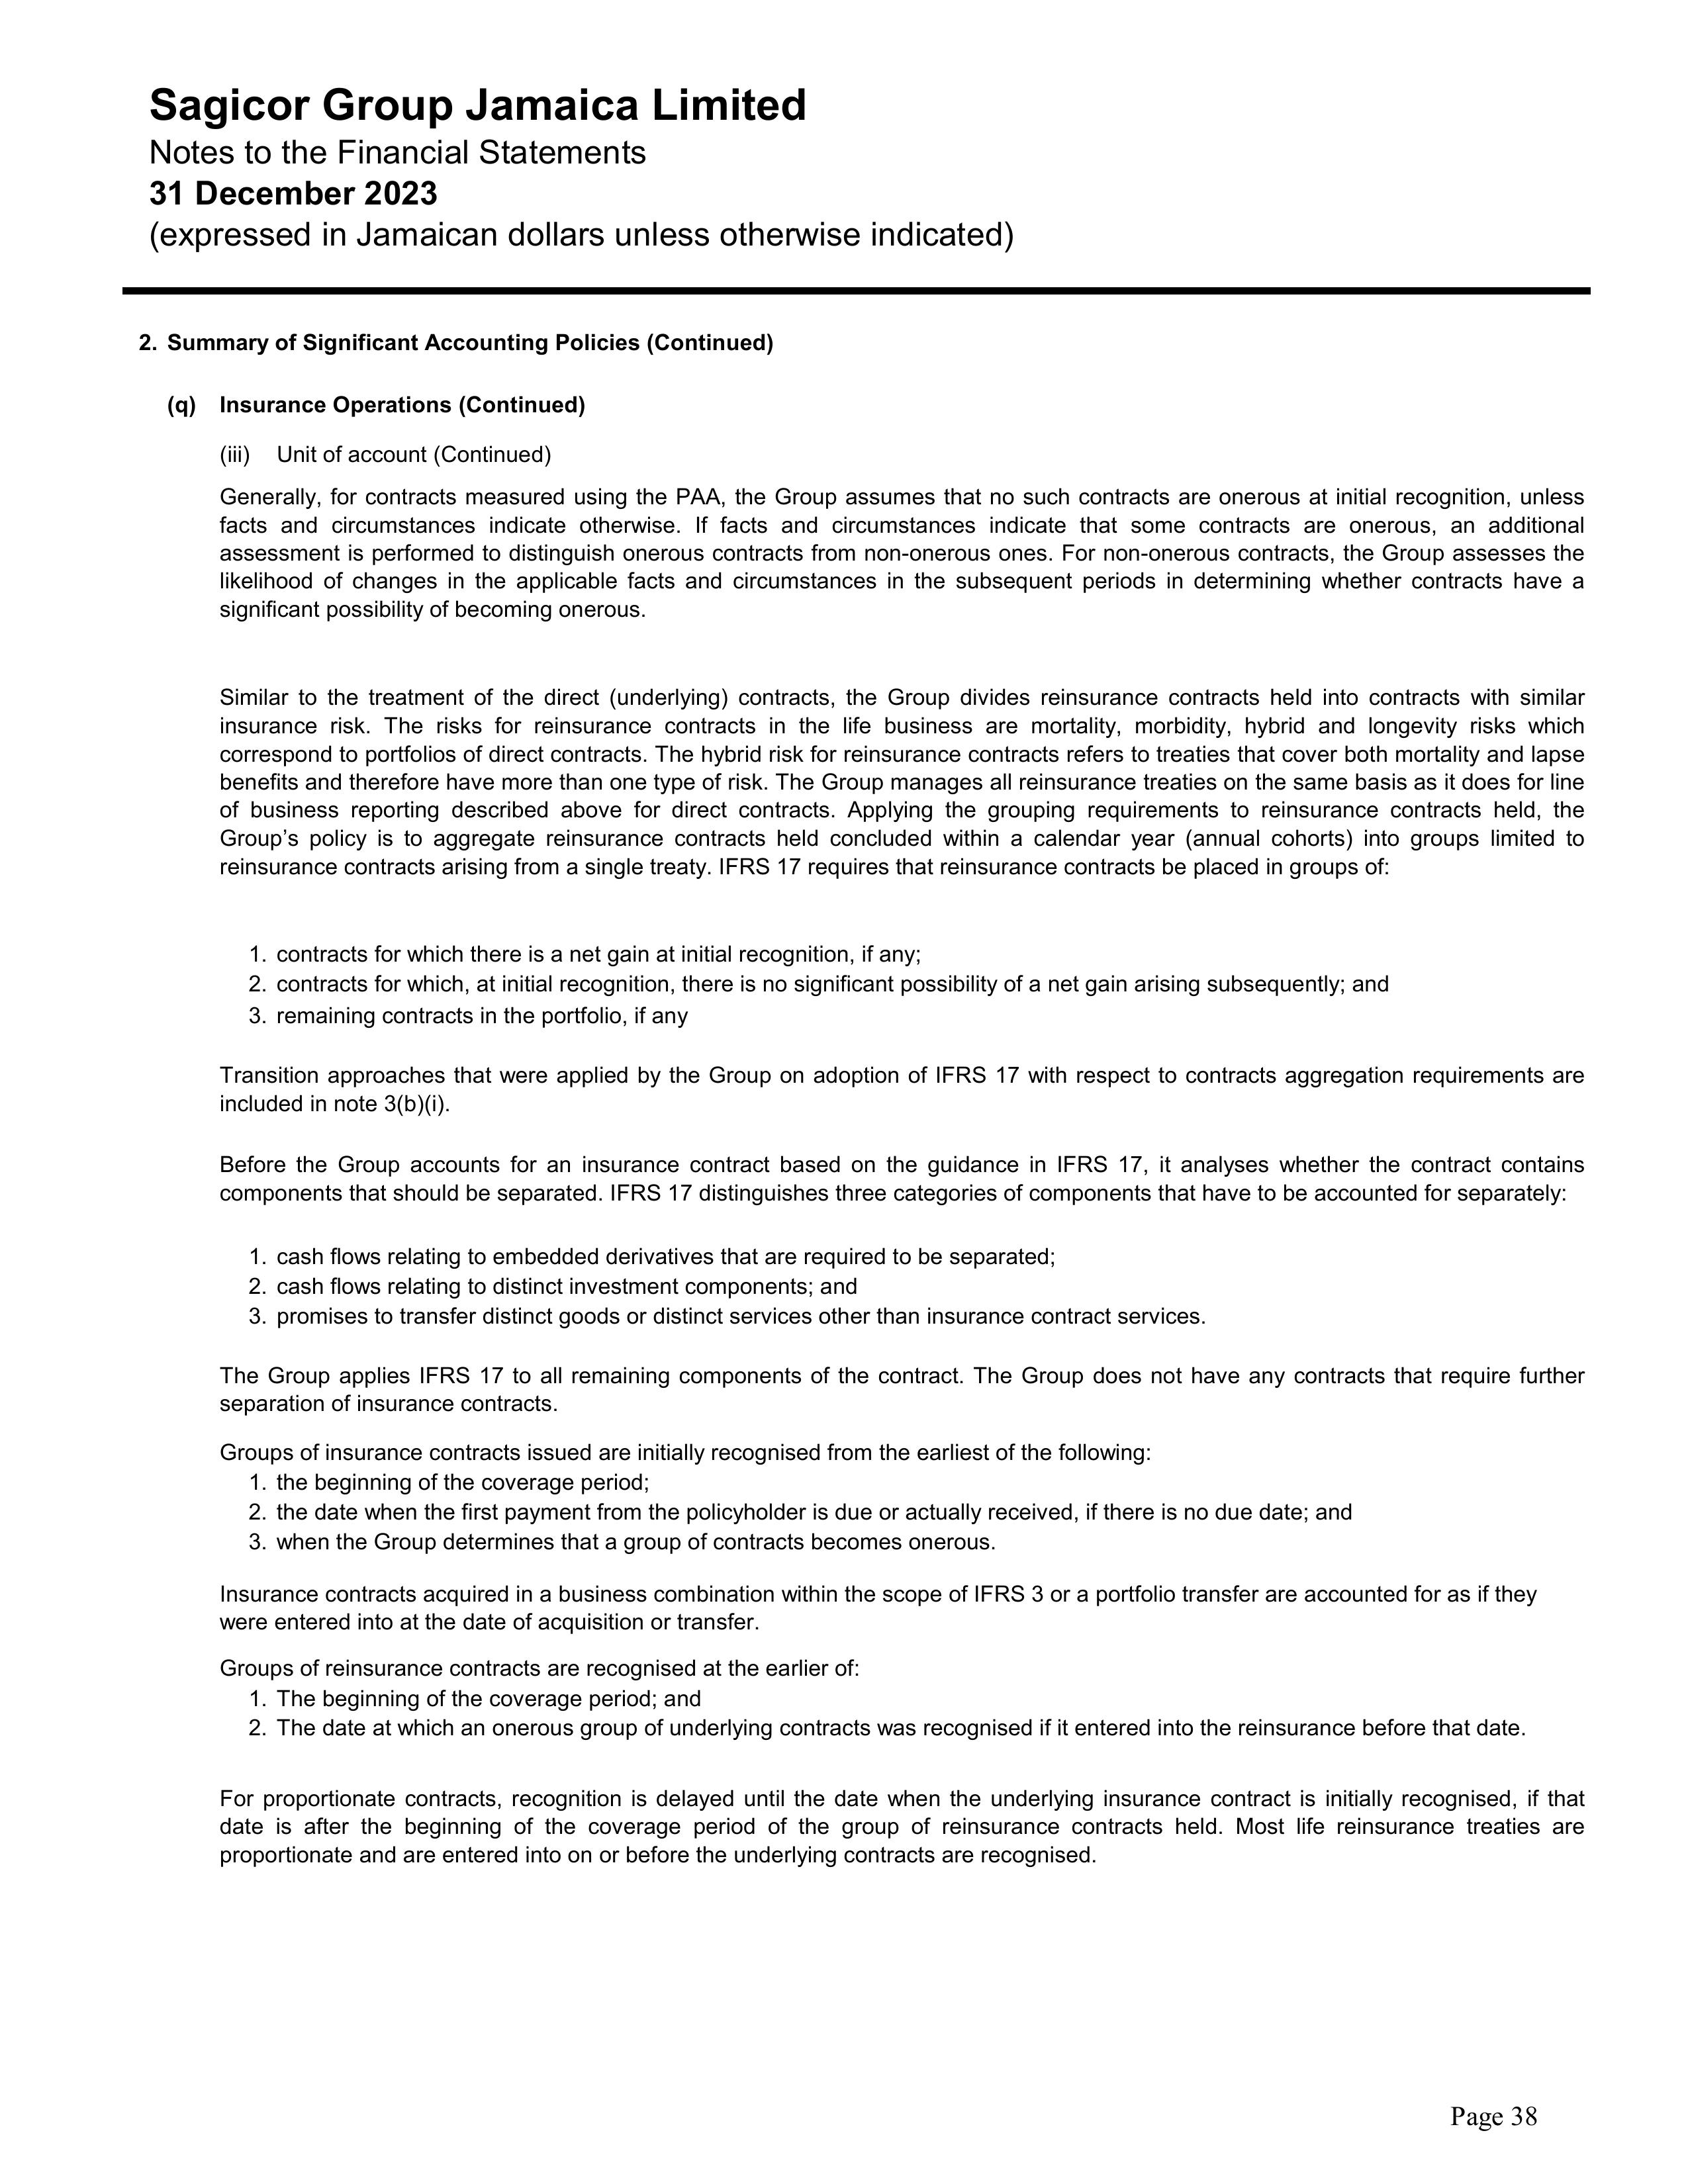 Sagicor Group Jamaica Limited
Notes to the Financial Statements
31 December 2023
(expressed in Jamaican dollars unless otherwise indicated)
2. Summary of Significant Accounting Policies (Continued)
(q) Insurance Operations (Continued)
(iii) Unit of account (Continued)
Generally, for contracts measured using the PAA, the Group assumes that no such contracts are onerous at initial recognition, unless
facts and circumstances indicate otherwise. If facts and circumstances indicate that some contracts are onerous, an additional
assessment is performed to distinguish onerous contracts from non-onerous ones. For non-onerous contracts, the Group assesses the
likelihood of changes in the applicable facts and circumstances in the subsequent periods in determining whether contracts have a
significant possibility of becoming onerous.
Similar to the treatment of the direct (underlying) contracts, the Group divides reinsurance contracts held into contracts with similar
insurance risk. The risks for reinsurance contracts in the life business are mortality, morbidity, hybrid and longevity risks which
correspond to portfolios of direct contracts. The hybrid risk for reinsurance contracts refers to treaties that cover both mortality and lapse
benefits and therefore have more than one type of risk. The Group manages all reinsurance treaties on the same basis as it does for line
of business reporting described above for direct contracts. Applying the grouping requirements to reinsurance contracts held, the
Group’s policy is to aggregate reinsurance contracts held concluded within a calendar year (annual cohorts) into groups limited to
reinsurance contracts arising from a single treaty. IFRS 17 requires that reinsurance contracts be placed in groups of:
1. contracts for which there is a net gain at initial recognition, if any;
2. contracts for which, at initial recognition, there is no significant possibility of a net gain arising subsequently; and
3. remaining contracts in the portfolio, if any
Transition approaches that were applied by the Group on adoption of IFRS 17 with respect to contracts aggregation requirements are
included in note 3(b)(i).
Before the Group accounts for an insurance contract based on the guidance in IFRS 17, it analyses whether the contract contains
components that should be separated. IFRS 17 distinguishes three categories of components that have to be accounted for separately:
1. cash flows relating to embedded derivatives that are required to be separated;
2. cash flows relating to distinct investment components; and
3. promises to transfer distinct goods or distinct services other than insurance contract services.
The Group applies IFRS 17 to all remaining components of the contract. The Group does not have any contracts that require further
separation of insurance contracts.
Groups of insurance contracts issued are initially recognised from the earliest of the following:
1. the beginning of the coverage period;
2. the date when the first payment from the policyholder is due or actually received, if there is no due date; and
3. when the Group determines that a group of contracts becomes onerous.
Insurance contracts acquired in a business combination within the scope of IFRS 3 or a portfolio transfer are accounted for as if they
were entered into at the date of acquisition or transfer.
Groups of reinsurance contracts are recognised at the earlier of:
1. The beginning of the coverage period; and
2. The date at which an onerous group of underlying contracts was recognised if it entered into the reinsurance before that date.
For proportionate contracts, recognition is delayed until the date when the underlying insurance contract is initially recognised, if that
date is after the beginning of the coverage period of the group of reinsurance contracts held. Most life reinsurance treaties are
proportionate and are entered into on or before the underlying contracts are recognised.
Page 38